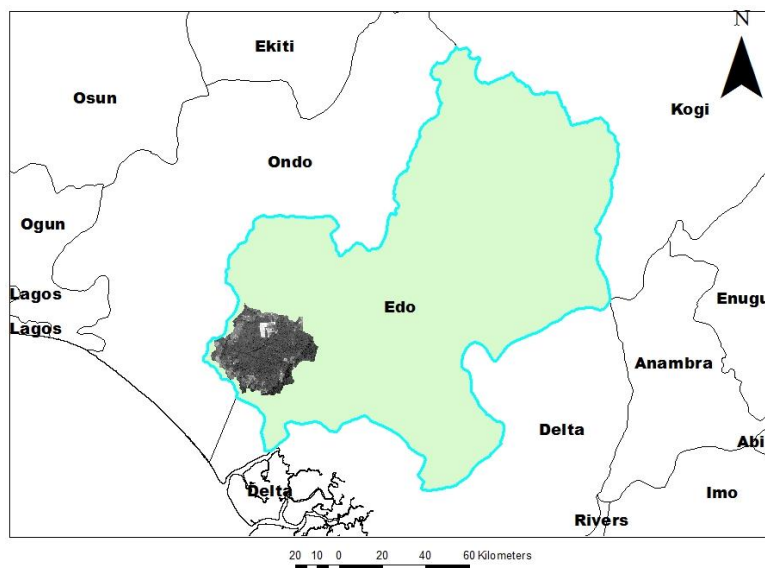 N
Ekiti
Osun
Kogi
Ondo
Ogun
Lagos
Edo
Enugu
Lagos
Anambra
Delta
Abi
Delta
Imo
Rivers
20 10 0 20 40 60 Kilometers